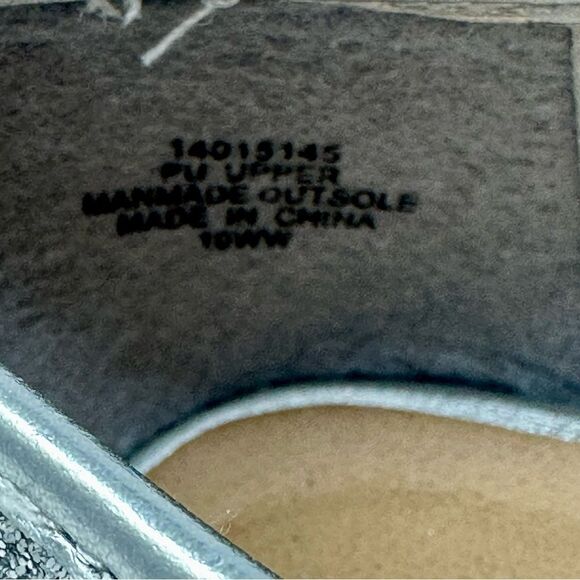 14015145
PU UPPER
MANMADE OUTSOLE
MADE IN CHINA
10WW